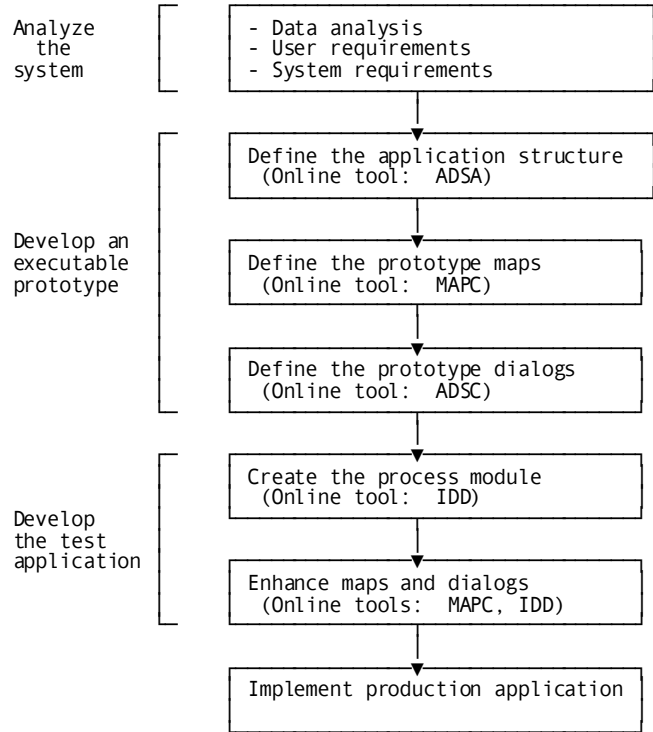 Analyze
the
system
- Data analysis
- User requirements
- System requirements
Develop an
executable
prototype
Define the application structure
(Online tool: ADSA)
Define the prototype maps
(Online tool: MAPC)
Define the prototype dialogs
(Online tool: ADSC)
Develop
the test
application
Create the process module
(Online tool: IDD)
Enhance maps and dialogs
(Online tools: MAPC, IDD)
Implement production application